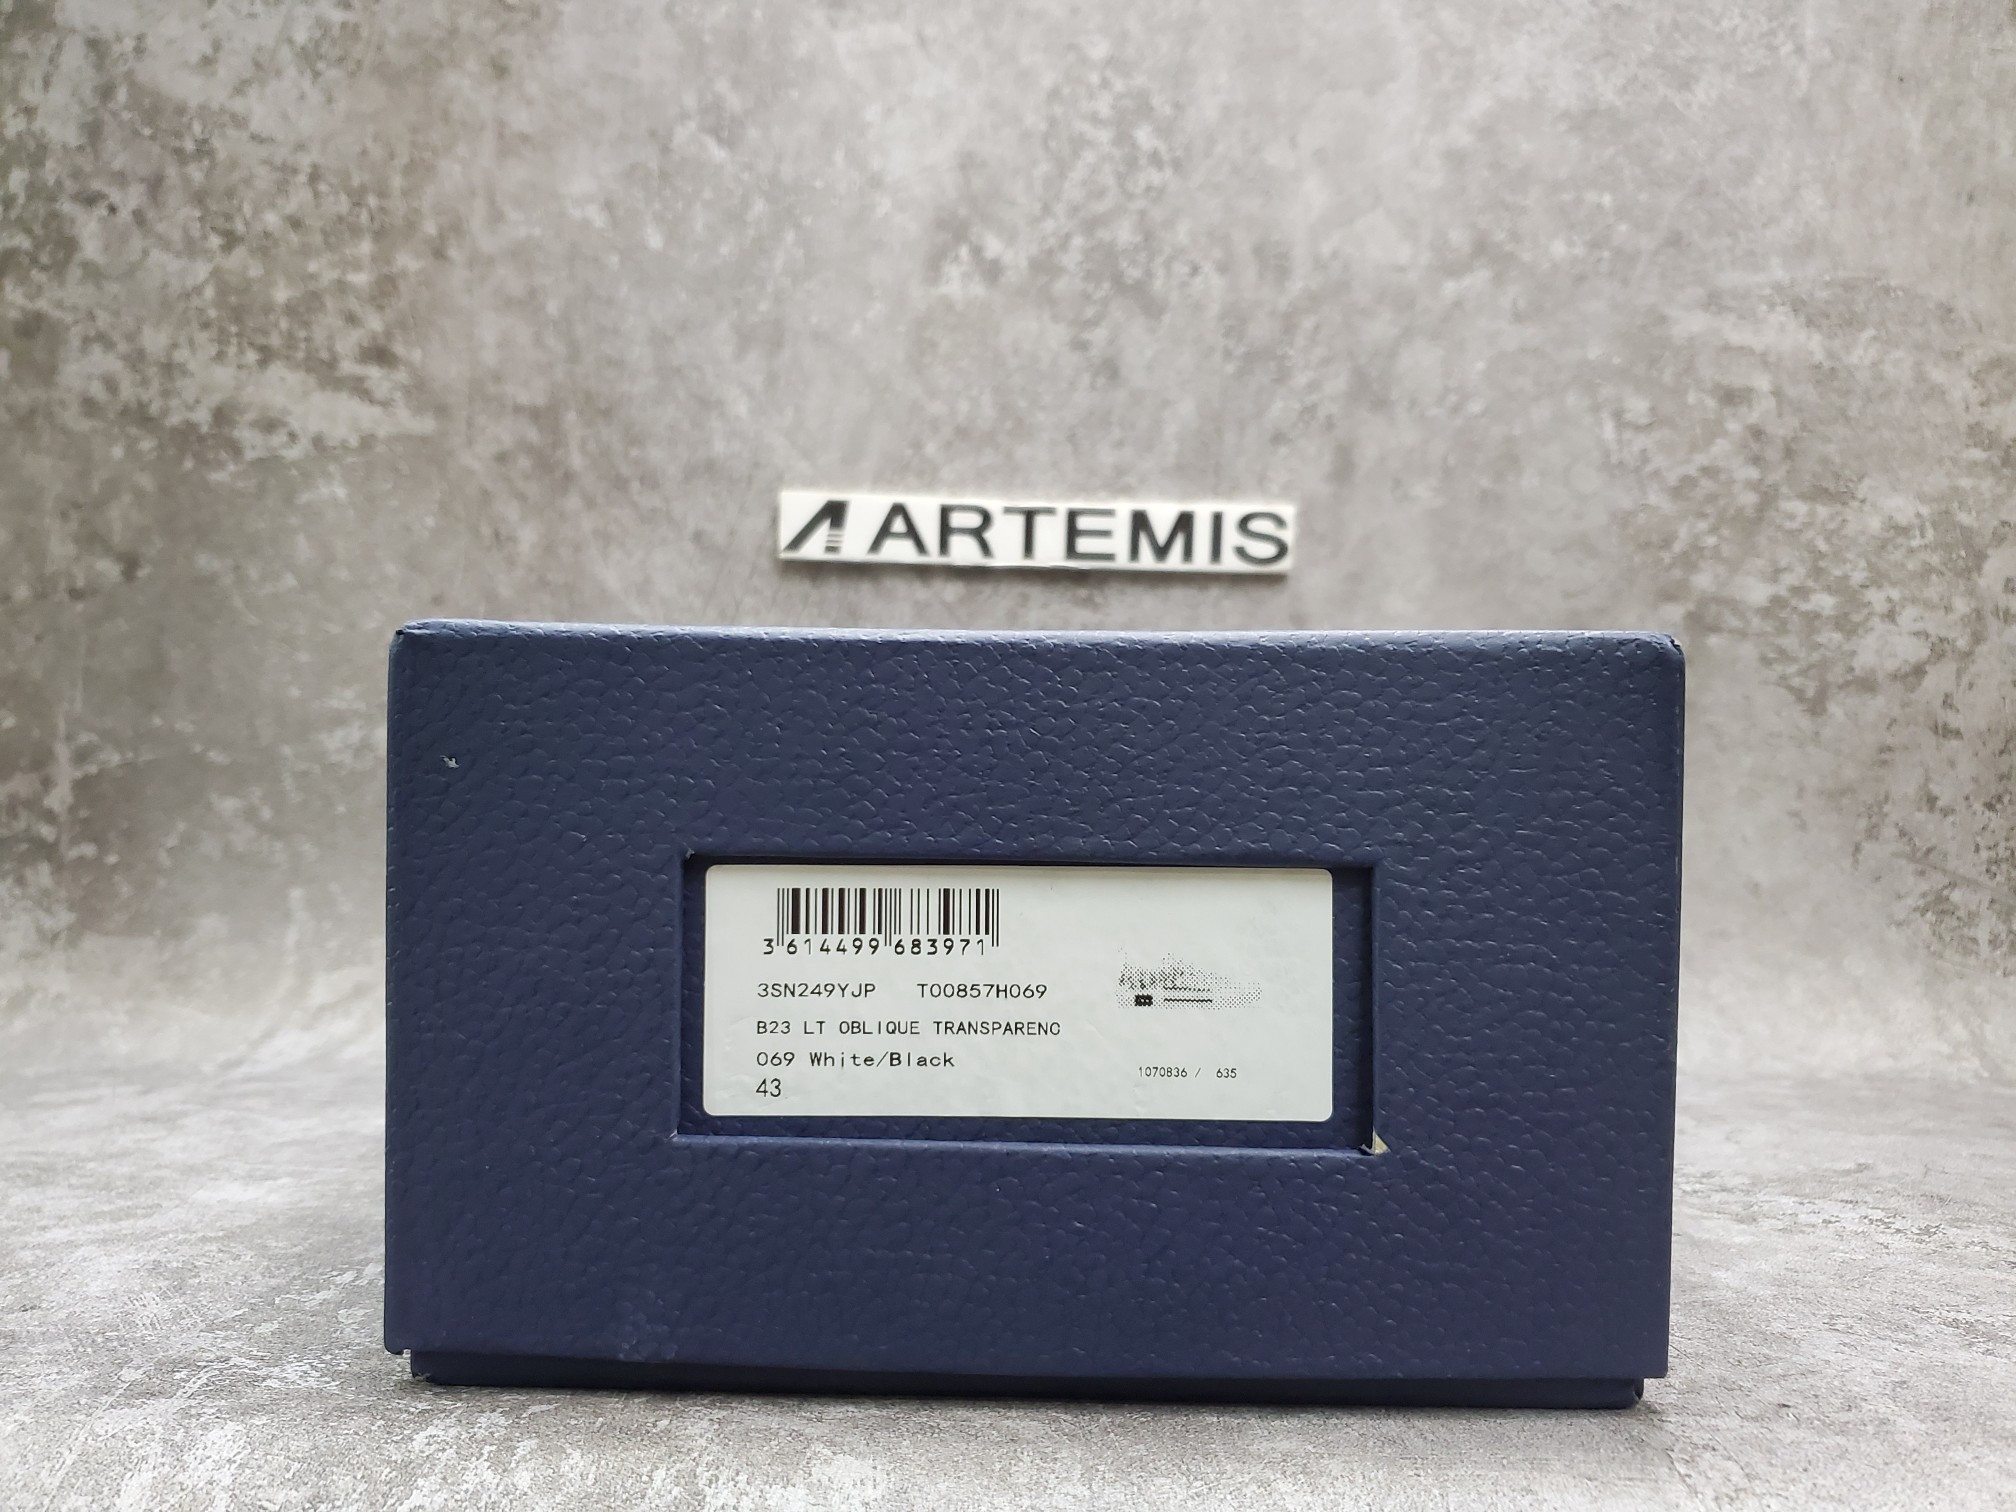 ARTEMIS
3614499683971
3SN249YJP T00857H069
B23 LT OBLIQUE TRANSPARENC
069 White/Black
1070836 / 635
43